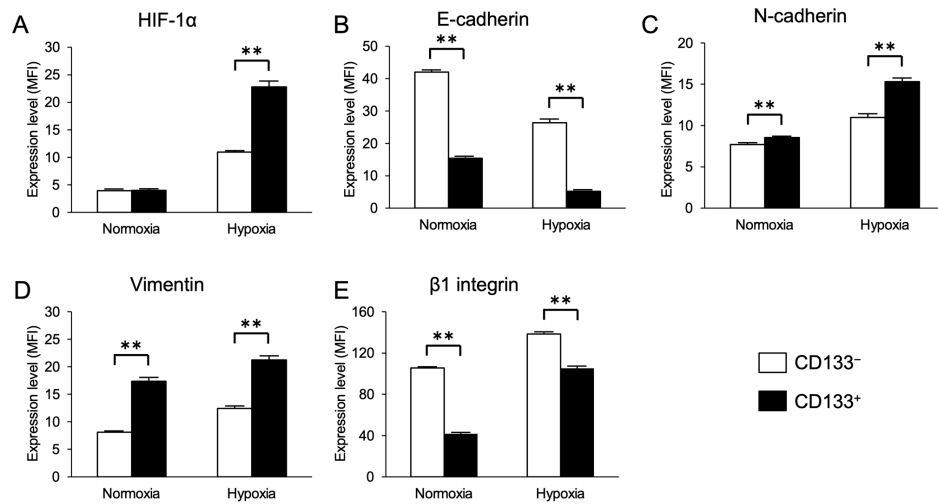 A
HIF-1α
Expression level (MFI)
30
25
20
15
10
5
0
**
Normoxia
Hypoxia
B
E-cadherin
Expression level (MFI)
50
40
30
20
10
0
**
**
Normoxia
Hypoxia
C
N-cadherin
Expression level (MFI)
20
15
10
5
0
**
**
Normoxia
Hypoxia
D
Vimentin
Expression level (MFI)
30
25
20
15
10
5
0
**
**
Normoxia
Hypoxia
E
β1 integrin
Expression level (MFI)
160
120
80
40
0
**
**
Normoxia
Hypoxia
CD133⁻
CD133⁺